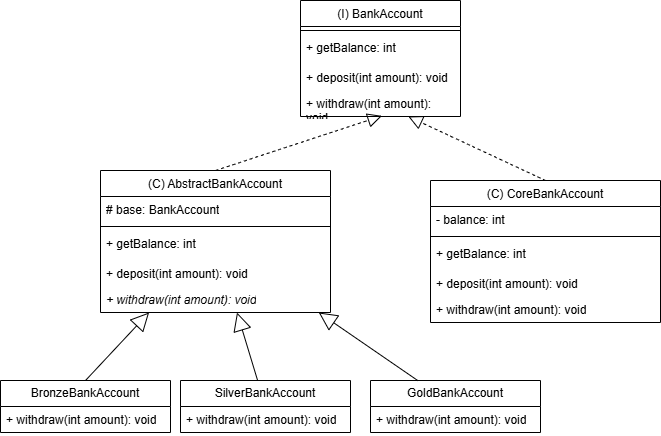 (I) BankAccount
+ getBalance: int
+ deposit(int amount): void
+ withdraw(int amount):
void
(C) AbstractBankAccount
# base: BankAccount
+ getBalance: int
+ deposit(int amount): void
+ withdraw(int amount): void
(C) CoreBankAccount
- balance: int
+ getBalance: int
+ deposit(int amount): void
+ withdraw(int amount): void
BronzeBankAccount
+ withdraw(int amount): void
SilverBankAccount
+ withdraw(int amount): void
GoldBankAccount
+ withdraw(int amount): void